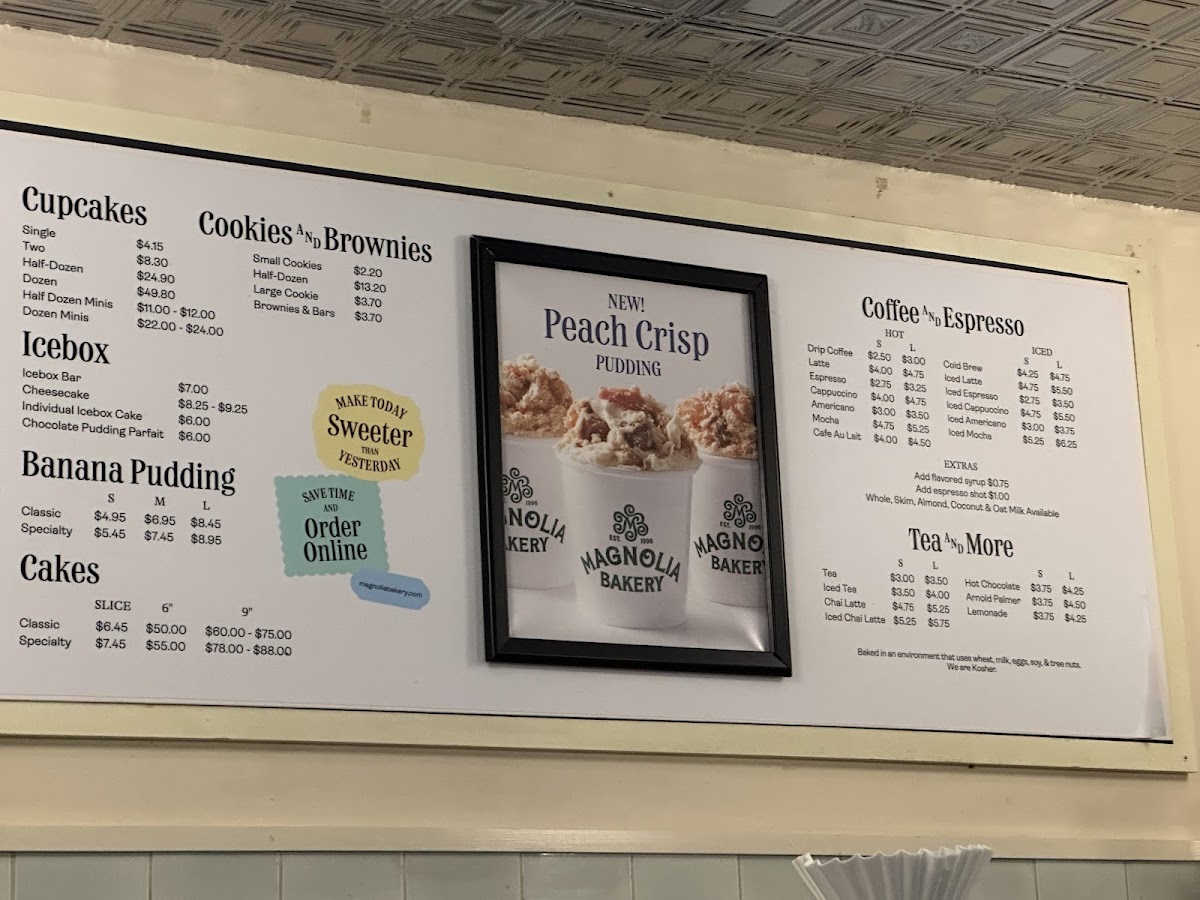 Cupcakes
Single $4.15
Two $8.30
Half-Dozen $24.90
Dozen $49.80
Half Dozen Minis $11.00 - $12.00
Dozen Minis $22.00 - $24.00
Icebox
Icebox Bar $7.00
Cheesecake $8.25 - $9.25
Individual Icebox Cake $6.00
Chocolate Pudding Parfait $6.00
Banana Pudding
S M L
Classic $4.95 $6.95 $8.45
Specialty $5.45 $7.45 $8.95
Cakes
SLICE 6" 9"
Classic $6.45 $50.00 $60.00 - $75.00
Specialty $7.45 $55.00 $78.00 - $88.00
Cookies AND Brownies
Small Cookies $2.20
Half-Dozen $13.20
Large Cookie $3.70
Brownies & Bars $3.70
MAKE TODAY
Sweeter
THAN
YESTERDAY
SAVE TIME
AND
Order
Online
magnoliabakery.com
NEW!
Peach Crisp
PUDDING
1996
NOLIA
KERY
EST. 1996
MAGNOLIA
BAKERY
EST. 1996
MAGNO
BAKER
Coffee AND Espresso
HOT
S L
Drip Coffee $2.50 $3.00
Latte $4.00 $4.75
Espresso $2.75 $3.25
Cappuccino $4.00 $4.75
Americano $3.00 $3.50
Mocha $4.75 $5.25
Cafe Au Lait $4.00 $4.50
ICED
S L
Cold Brew $4.25 $4.75
Iced Latte $4.75 $5.50
Iced Espresso $2.75 $3.50
Iced Cappuccino $4.75 $5.50
Iced Americano $3.00 $3.75
Iced Mocha $5.25 $6.25
EXTRAS
Add flavored syrup $0.75
Add espresso shot $1.00
Whole, Skim, Almond, Coconut & Oat Milk Available
Tea AND More
S L
Tea $3.00 $3.50
Iced Tea $3.50 $4.00
Chai Latte $4.75 $5.25
Iced Chai Latte $5.25 $5.75
S L
Hot Chocolate $3.75 $4.25
Arnold Palmer $3.75 $4.50
Lemonade $3.75 $4.25
Baked in an environment that uses wheat, milk, eggs, soy, & tree nuts.
We are Kosher.